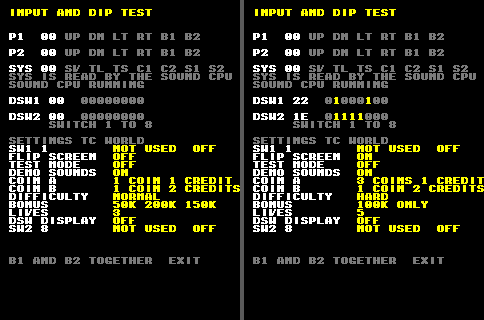 INPUT AND DIP TEST
P1 00 UP DN LT RT B1 B2
P2 00 UP DN LT RT B1 B2
SYS 00 SV TL TS C1 C2 S1 S2
SYS IS READ BY THE SOUND CPU
SOUND CPU RUNNING
DSW1 00 00000000
DSW2 00 00000000
SWITCH 1 TO 8
SETTINGS TC WORLD
SW1 1 NOT USED OFF
FLIP SCREEN OFF
TEST MODE OFF
DEMO SOUNDS ON
COIN A 1 COIN 1 CREDIT
COIN B 1 COIN 2 CREDITS
DIFFICULTY NORMAL
BONUS 50K 200K 150K
LIVES 3
DSW DISPLAY OFF
SW2 8 NOT USED OFF
B1 AND B2 TOGETHER EXIT
INPUT AND DIP TEST
P1 00 UP DN LT RT B1 B2
P2 00 UP DN LT RT B1 B2
SYS 00 SV TL TS C1 C2 S1 S2
SYS IS READ BY THE SOUND CPU
SOUND CPU RUNNING
DSW1 22 01000100
DSW2 1E 01111000
SWITCH 1 TO 8
SETTINGS TC WORLD
SW1 1 NOT USED OFF
FLIP SCREEN ON
TEST MODE OFF
DEMO SOUNDS ON
COIN A 3 COINS 1 CREDIT
COIN B 1 COIN 2 CREDITS
DIFFICULTY HARD
BONUS 100K ONLY
LIVES 5
DSW DISPLAY OFF
SW2 8 NOT USED OFF
B1 AND B2 TOGETHER EXIT